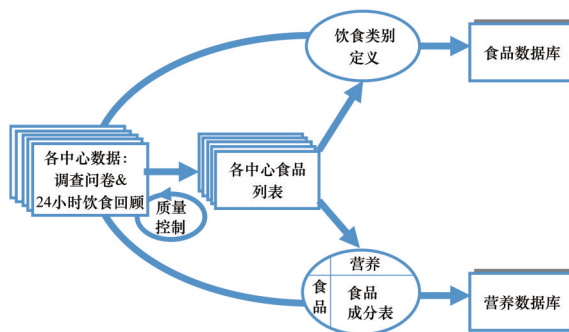 饮食类别
定义
食品数据库
各中心数据：
调查问卷&
24小时饮食回顾
各中心食品
列表
质量
控制
营养
食品
食品
成分表
营养数据库